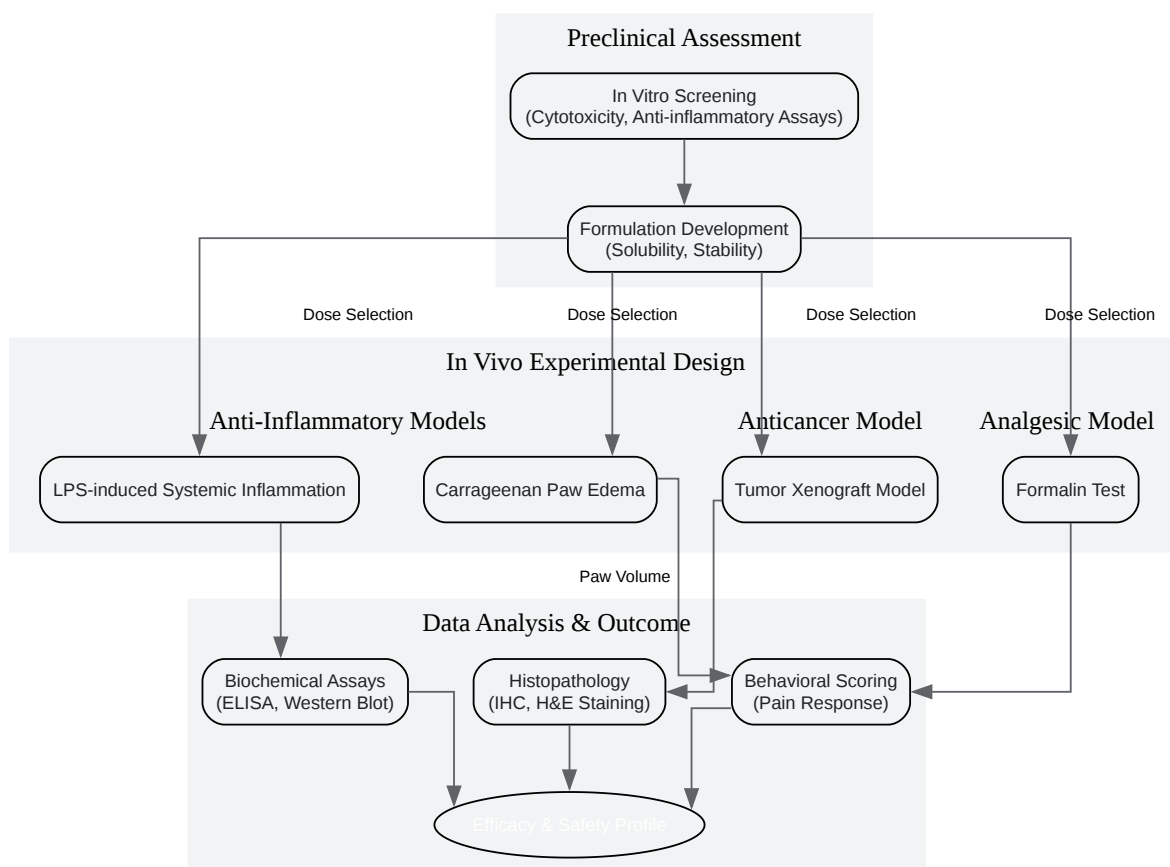 Preclinical Assessment
In Vitro Screening
(Cytotoxicity, Anti-inflammatory Assays)
Formulation Development
(Solubility, Stability)
Dose Selection
Dose Selection
Dose Selection
Dose Selection
In Vivo Experimental Design
Anti-Inflammatory Models
Anticancer Model
Analgesic Model
LPS-induced Systemic Inflammation
Carrageenan Paw Edema
Tumor Xenograft Model
Formalin Test
Paw Volume
Data Analysis & Outcome
Biochemical Assays
(ELISA, Western Blot)
Histopathology
(IHC, H&E Staining)
Behavioral Scoring
(Pain Response)
Efficacy & Safety Profile